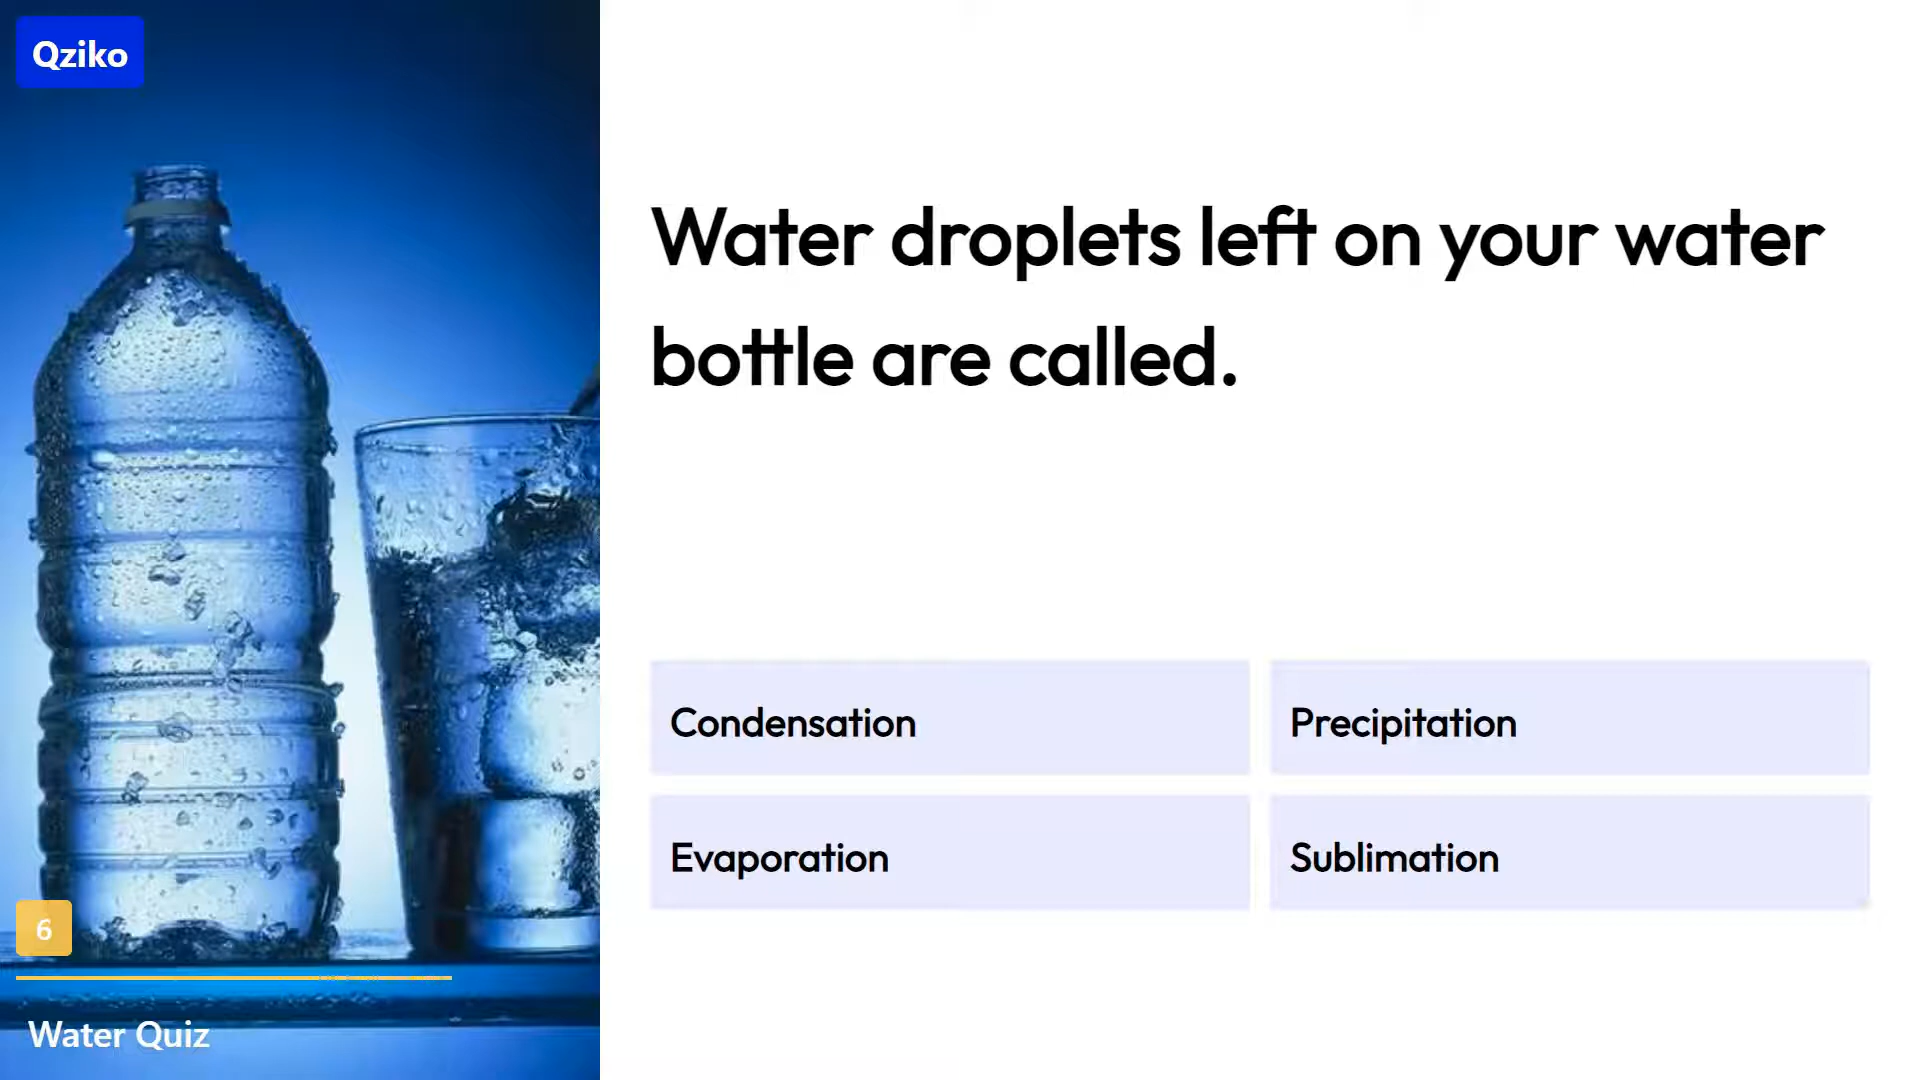 Qziko
Water droplets left on your water
bottle are called.
Condensation
Precipitation
Evaporation
Sublimation
6
Water Quiz